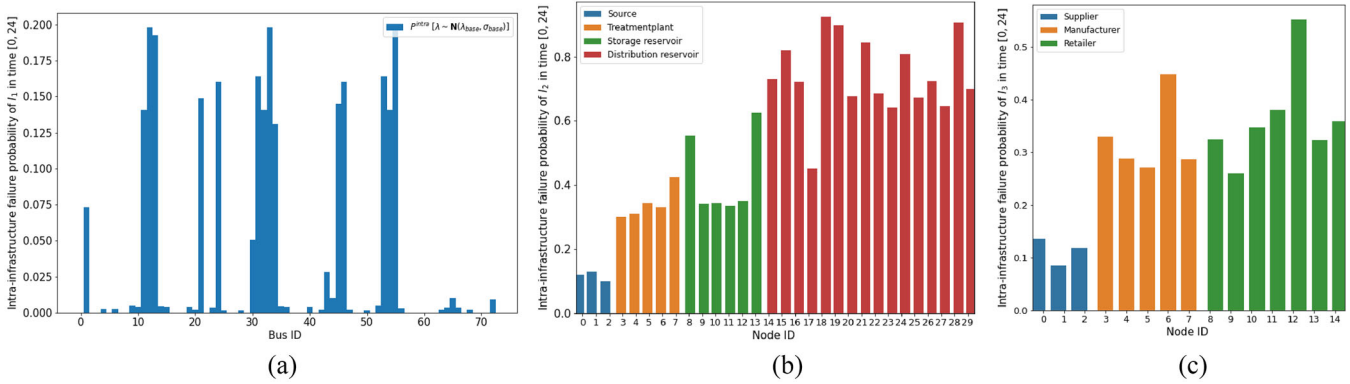 Intra-infrastructure failure probability of I₁ in time [0, 24]
0.200
0.175
0.150
0.125
0.100
0.075
0.050
0.025
0.000
P^intra [λ ~ N(λ_base, σ_base)]
0 10 20 30 40 50 60 70
Bus ID
(a)
Intra-infrastructure failure probability of I₂ in time [0, 24]
0.8
0.6
0.4
0.2
0.0
Source
Treatmentplant
Storage reservoir
Distribution reservoir
0 1 2 3 4 5 6 7 8 9 10 11 12 13 14 15 16 17 18 19 20 21 22 23 24 25 26 27 28 29
Node ID
(b)
Intra-infrastructure failure probability of I₃ in time [0, 24]
0.5
0.4
0.3
0.2
0.1
0.0
Supplier
Manufacturer
Retailer
0 1 2 3 4 5 6 7 8 9 10 11 12 13 14
Node ID
(c)